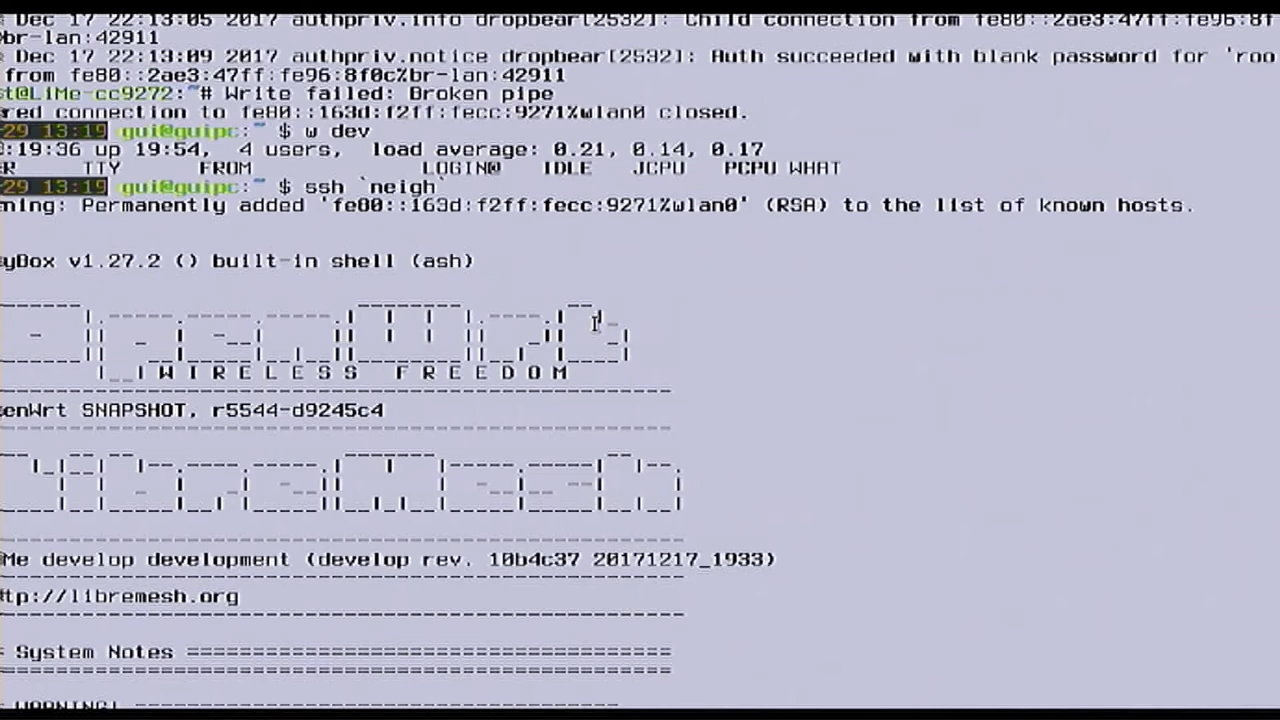 Dec 17 22:13:05 2017 authpriv.info dropbear[2532]: Child connection from fe80::2ae3:47ff:fe96:8f
%br-lan:42911
Dec 17 22:13:09 2017 authpriv.notice dropbear[2532]: Auth succeeded with blank password for 'roo
from fe80::2ae3:47ff:fe96:8f0c%br-lan:42911
t@LiMe-cc9272:~# Write failed: Broken pipe
red connection to fe80::163d:f2ff:fecc:9271%wlan0 closed.
29 13:19 gui@guipc:~ $ w dev
:19:36 up 19:54,  4 users,  load average: 0.21, 0.14, 0.17
R TTY FROM LOGIN@ IDLE JCPU PCPU WHAT
29 13:19 gui@guipc:~ $ ssh `neigh`
ning: Permanently added 'fe80::163d:f2ff:fecc:9271%wlan0' (RSA) to the list of known hosts.
yBox v1.27.2 () built-in shell (ash)
OpenWrt
W I R E L E S S   F R E E D O M
enWrt SNAPSHOT, r5544-d9245c4
LibreMesh
Me develop development (develop rev. 10b4c37 20171217_1933)
tp://libremesh.org
System Notes =====================================
WARNING! -------------------------------------